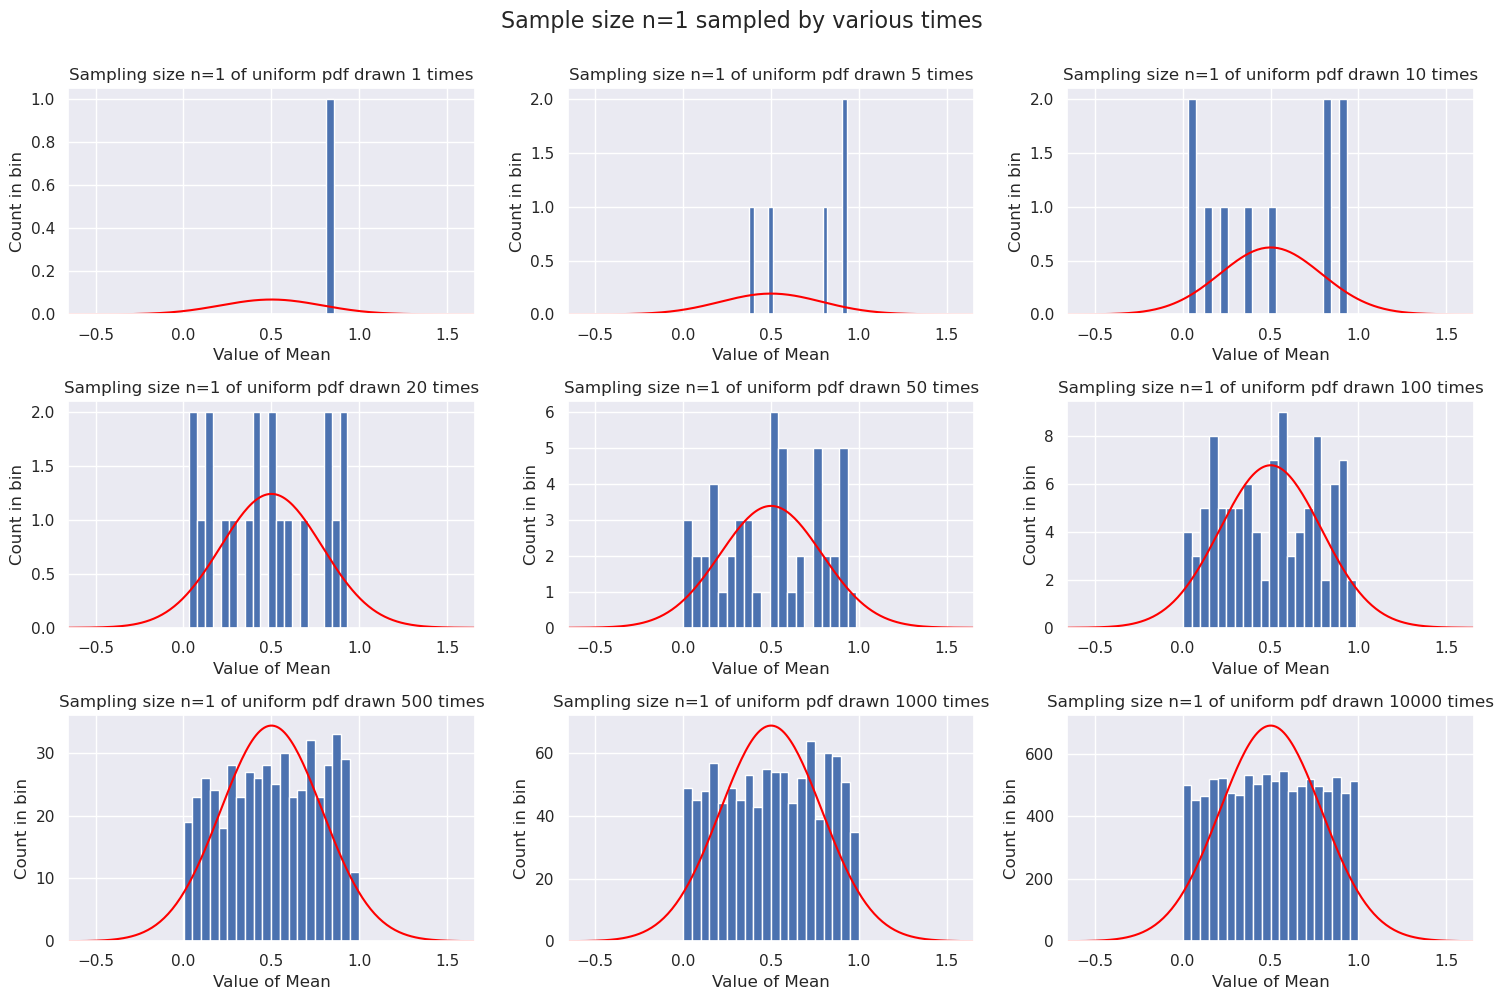 Sample size n=1 sampled by various times
Sampling size n=1 of uniform pdf drawn 1 times
Count in bin
1.0
0.8
0.6
0.4
0.2
0.0
−0.5 0.0 0.5 1.0 1.5
Value of Mean
Sampling size n=1 of uniform pdf drawn 5 times
Count in bin
2.0
1.5
1.0
0.5
0.0
−0.5 0.0 0.5 1.0 1.5
Value of Mean
Sampling size n=1 of uniform pdf drawn 10 times
Count in bin
2.0
1.5
1.0
0.5
0.0
−0.5 0.0 0.5 1.0 1.5
Value of Mean
Sampling size n=1 of uniform pdf drawn 20 times
Count in bin
2.0
1.5
1.0
0.5
0.0
−0.5 0.0 0.5 1.0 1.5
Value of Mean
Sampling size n=1 of uniform pdf drawn 50 times
Count in bin
6
5
4
3
2
1
0
−0.5 0.0 0.5 1.0 1.5
Value of Mean
Sampling size n=1 of uniform pdf drawn 100 times
Count in bin
8
6
4
2
0
−0.5 0.0 0.5 1.0 1.5
Value of Mean
Sampling size n=1 of uniform pdf drawn 500 times
Count in bin
30
20
10
0
−0.5 0.0 0.5 1.0 1.5
Value of Mean
Sampling size n=1 of uniform pdf drawn 1000 times
Count in bin
60
40
20
0
−0.5 0.0 0.5 1.0 1.5
Value of Mean
Sampling size n=1 of uniform pdf drawn 10000 times
Count in bin
600
400
200
0
−0.5 0.0 0.5 1.0 1.5
Value of Mean